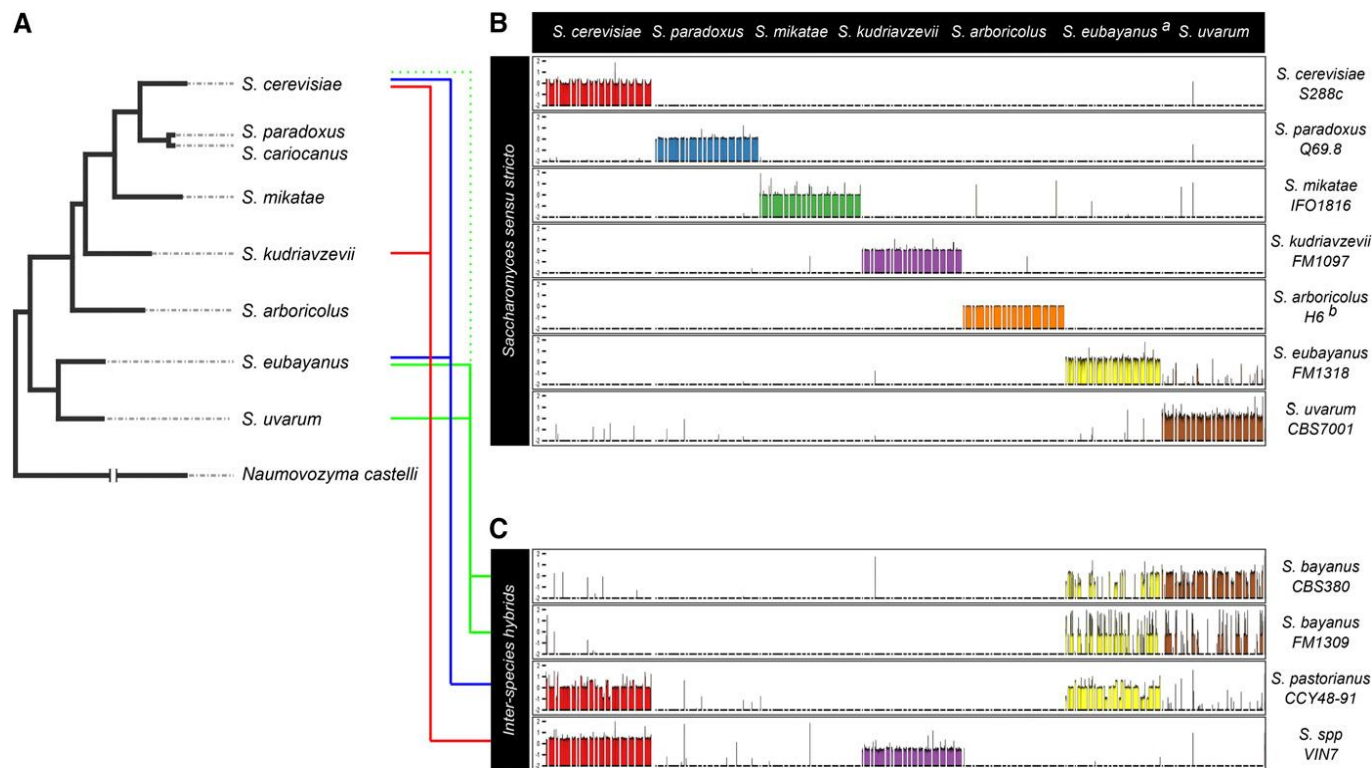 A
S. cerevisiae
S. paradoxus
S. cariocanus
S. mikatae
S. kudriavzevii
S. arboricolus
S. eubayanus
S. uvarum
Naumovozyma castelli
B
S. cerevisiae S. paradoxus S. mikatae S. kudriavzevii S. arboricolus S. eubayanus a S. uvarum
Saccharomyces sensu stricto
S. cerevisiae
S288c
S. paradoxus
Q69.8
S. mikatae
IFO1816
S. kudriavzevii
FM1097
S. arboricolus
H6 b
S. eubayanus
FM1318
S. uvarum
CBS7001
C
Inter-species hybrids
S. bayanus
CBS380
S. bayanus
FM1309
S. pastorianus
CCY48-91
S. spp
VIN7